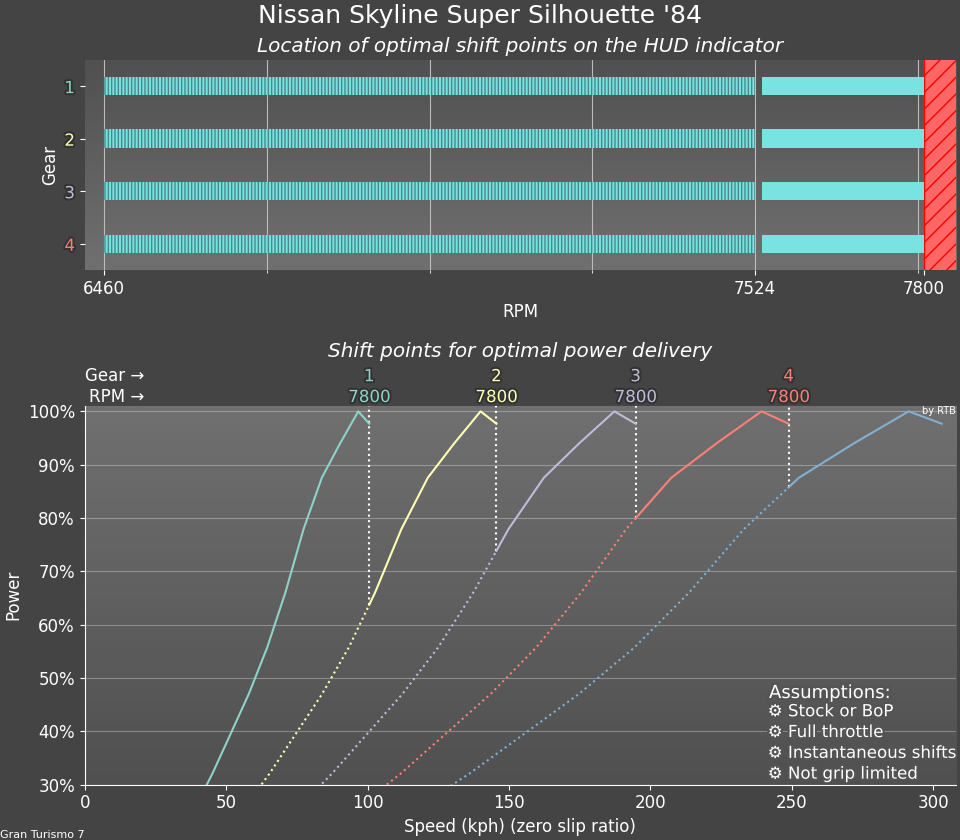 Nissan Skyline Super Silhouette '84
Location of optimal shift points on the HUD indicator
Gear
1
2
3
4
6460 7524 7800
RPM
Shift points for optimal power delivery
Gear → 1 2 3 4
RPM → 7800 7800 7800 7800
by RTB
Power
100%
90%
80%
70%
60%
50%
40%
30%
Assumptions:
⚙ Stock or BoP
⚙ Full throttle
⚙ Instantaneous shifts
⚙ Not grip limited
0 50 100 150 200 250 300
Speed (kph) (zero slip ratio)
Gran Turismo 7